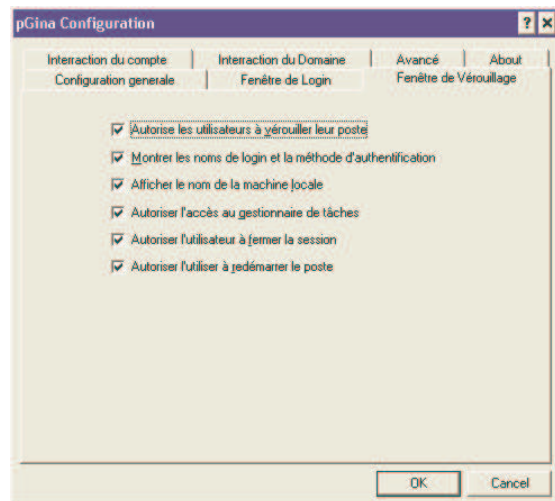 pGina Configuration
Interraction du compte Interraction du Domaine Avancé About
Configuration generale Fenêtre de Login Fenêtre de Vérouillage
Autorise les utilisateurs à vérouiller leur poste
Montrer les noms de login et la méthode d'authentification
Afficher le nom de la machine locale
Autoriser l'accès au gestionnaire de tâches
Autoriser l'utilisateur à fermer la session
Autoriser l'utiliser à redémarrer le poste
OK Cancel